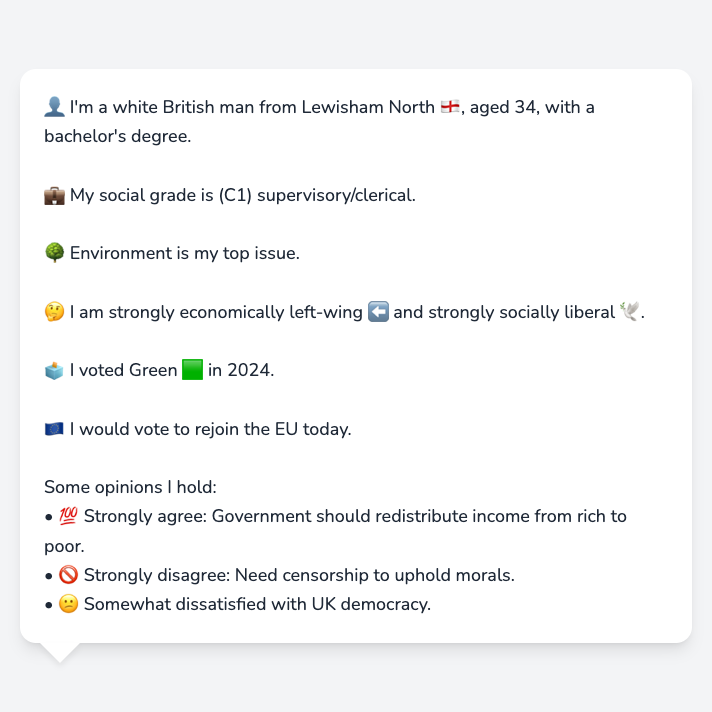 👤 I'm a white British man from Lewisham North 🏴󠁧󠁢󠁥󠁮󠁧󠁿, aged 34, with a
bachelor's degree.
💼 My social grade is (C1) supervisory/clerical.
🌳 Environment is my top issue.
🤔 I am strongly economically left-wing ⬅️ and strongly socially liberal 🕊️.
🗳️ I voted Green 🟩 in 2024.
🇪🇺 I would vote to rejoin the EU today.
Some opinions I hold:
• 💯 Strongly agree: Government should redistribute income from rich to
poor.
• 🚫 Strongly disagree: Need censorship to uphold morals.
• 😕 Somewhat dissatisfied with UK democracy.